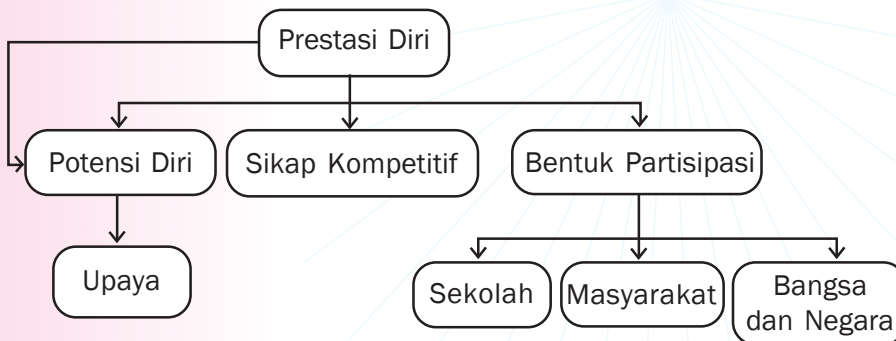 Prestasi Diri
Potensi Diri
Sikap Kompetitif
Bentuk Partisipasi
Upaya
Sekolah
Masyarakat
Bangsa
dan Negara